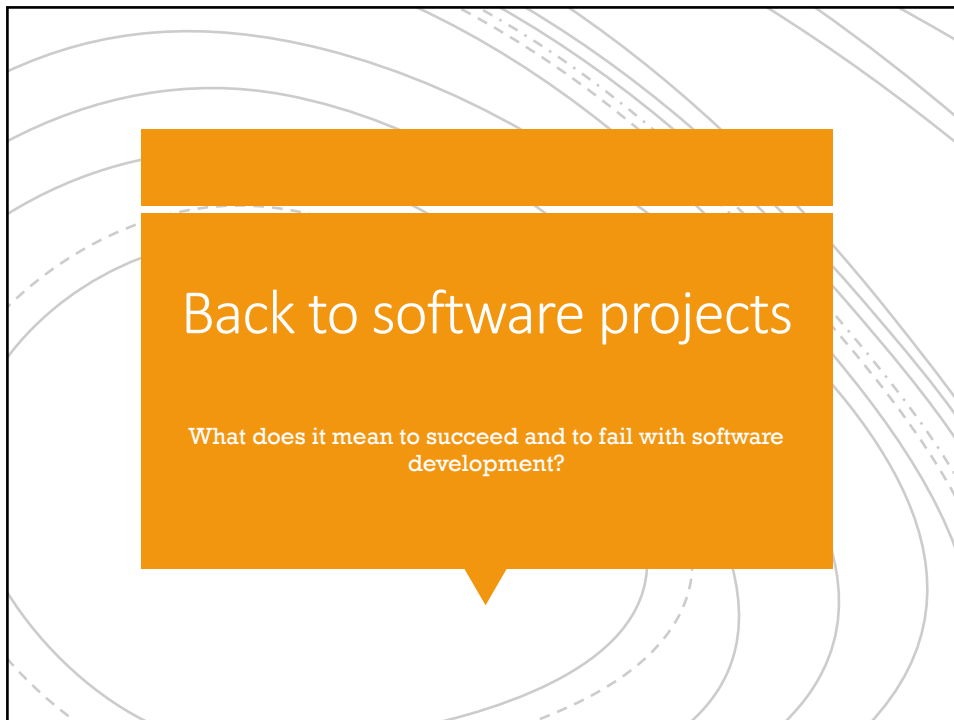 Back to software projects
What does it mean to succeed and to fail with software
development?